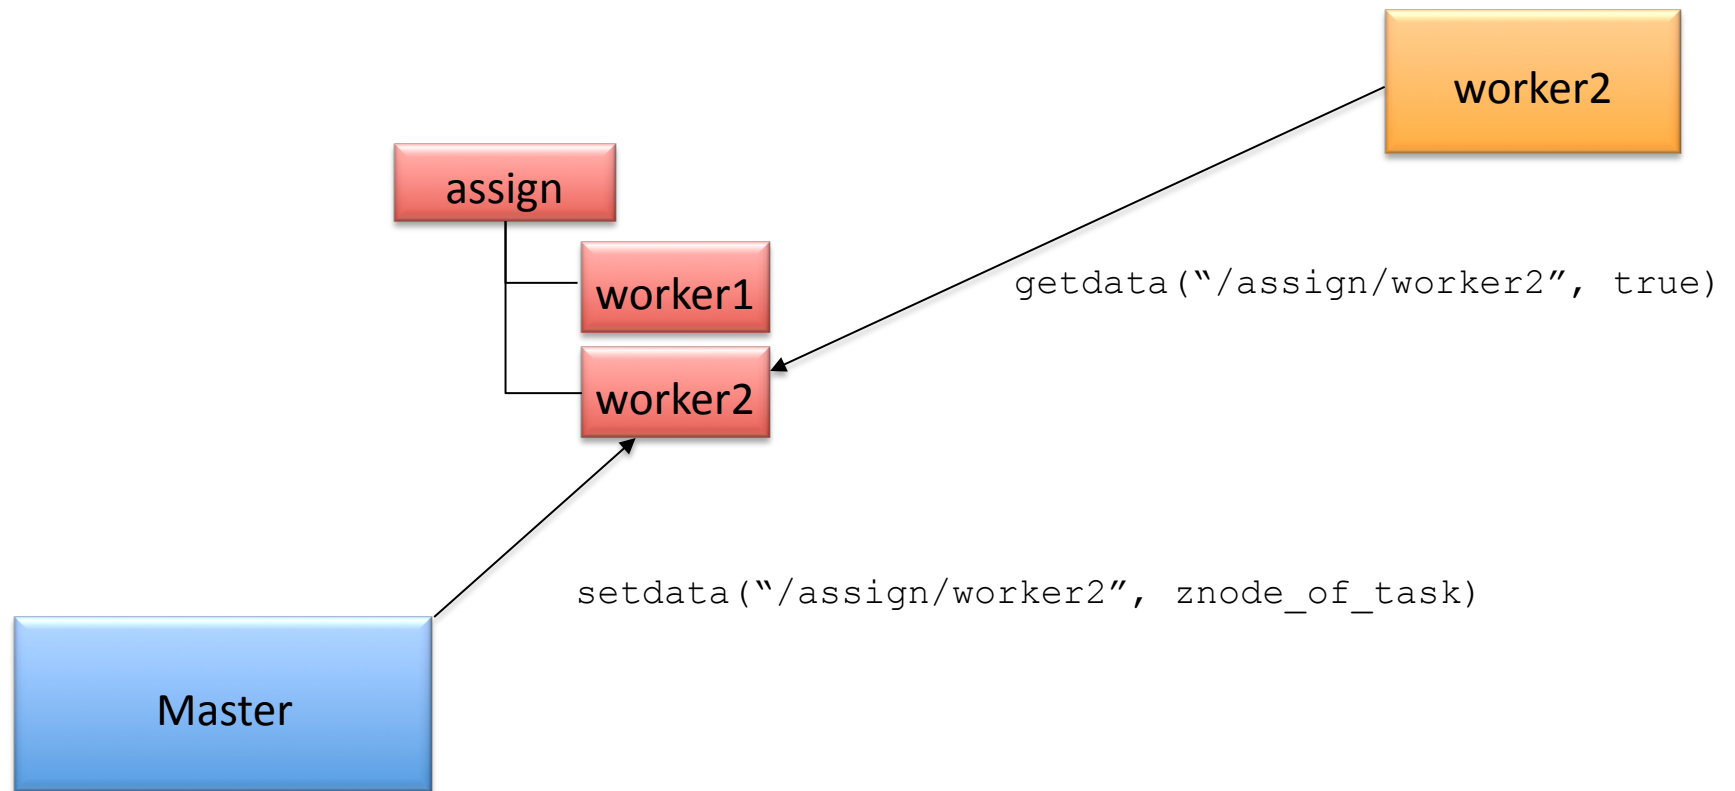 worker2
assign
worker1
getdata(“/assign/worker2”, true)
worker2
setdata(“/assign/worker2”, znode_of_task)
Master